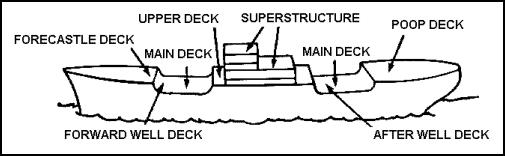 UPPER DECK
SUPERSTRUCTURE
POOP DECK
FORECASTLE DECK
MAIN DECK
MAIN DECK
FORWARD WELL DECK
AFTER WELL DECK